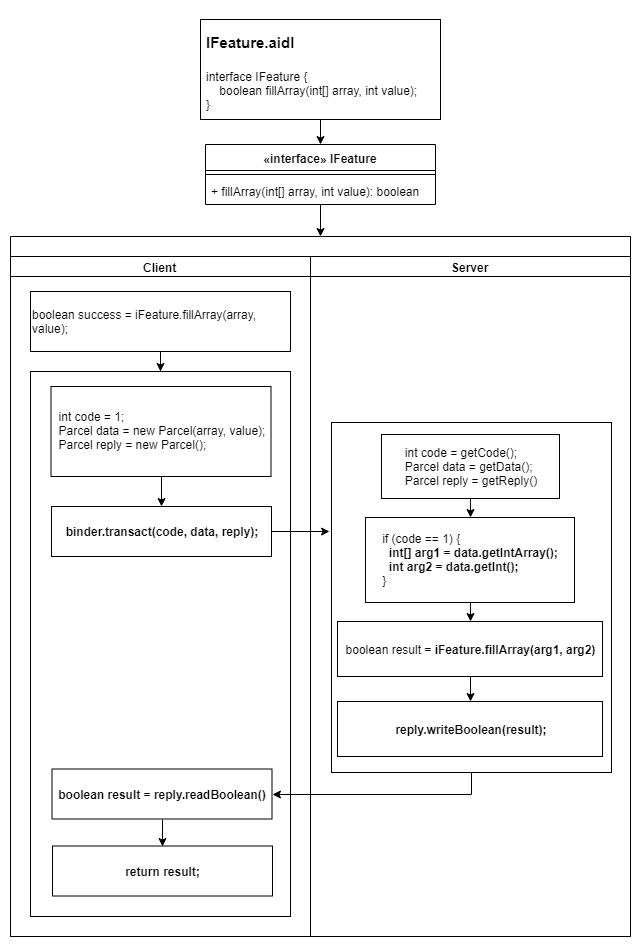 IFeature.aidl
interface IFeature {
boolean fillArray(int[] array, int value);
}
«interface» IFeature
+ fillArray(int[] array, int value): boolean
Client
Server
boolean success = iFeature.fillArray(array,
value);
int code = 1;
Parcel data = new Parcel(array, value);
Parcel reply = new Parcel();
binder.transact(code, data, reply);
int code = getCode();
Parcel data = getData();
Parcel reply = getReply()
if (code == 1) {
int[] arg1 = data.getIntArray();
int arg2 = data.getInt();
}
boolean result = iFeature.fillArray(arg1, arg2)
reply.writeBoolean(result);
boolean result = reply.readBoolean()
return result;